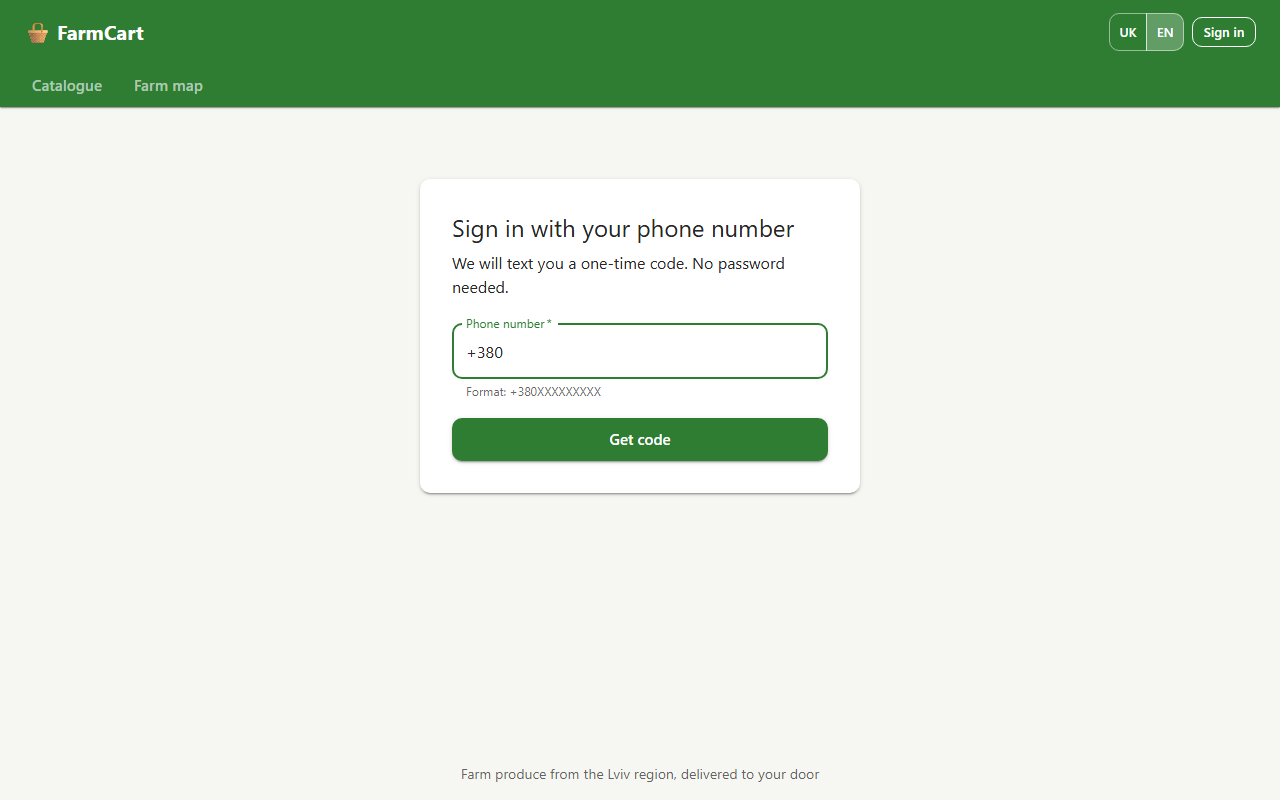 FarmCart
UK EN Sign in
Catalogue Farm map
Sign in with your phone number
We will text you a one-time code. No password
needed.
Phone number *
+380
Format: +380XXXXXXXXX
Get code
Farm produce from the Lviv region, delivered to your door